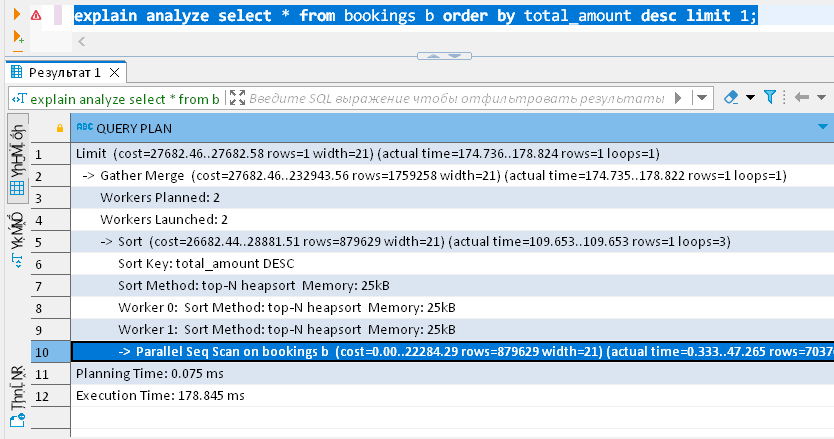 explain analyze select * from bookings b order by total_amount desc limit 1;
Результат 1
explain analyze select * from b
Введите SQL выражение чтобы отфильтровать результаты
ABC QUERY PLAN
1 Limit (cost=27682.46..27682.58 rows=1 width=21) (actual time=174.736..178.824 rows=1 loops=1)
2 -> Gather Merge (cost=27682.46..232943.56 rows=1759258 width=21) (actual time=174.735..178.822 rows=1 loops=1)
3 Workers Planned: 2
4 Workers Launched: 2
5 -> Sort (cost=26682.44..28881.51 rows=879629 width=21) (actual time=109.653..109.653 rows=1 loops=3)
6 Sort Key: total_amount DESC
7 Sort Method: top-N heapsort Memory: 25kB
8 Worker 0: Sort Method: top-N heapsort Memory: 25kB
9 Worker 1: Sort Method: top-N heapsort Memory: 25kB
10 -> Parallel Seq Scan on bookings b (cost=0.00..22284.29 rows=879629 width=21) (actual time=0.333..47.265 rows=7037
11 Planning Time: 0.075 ms
12 Execution Time: 178.845 ms